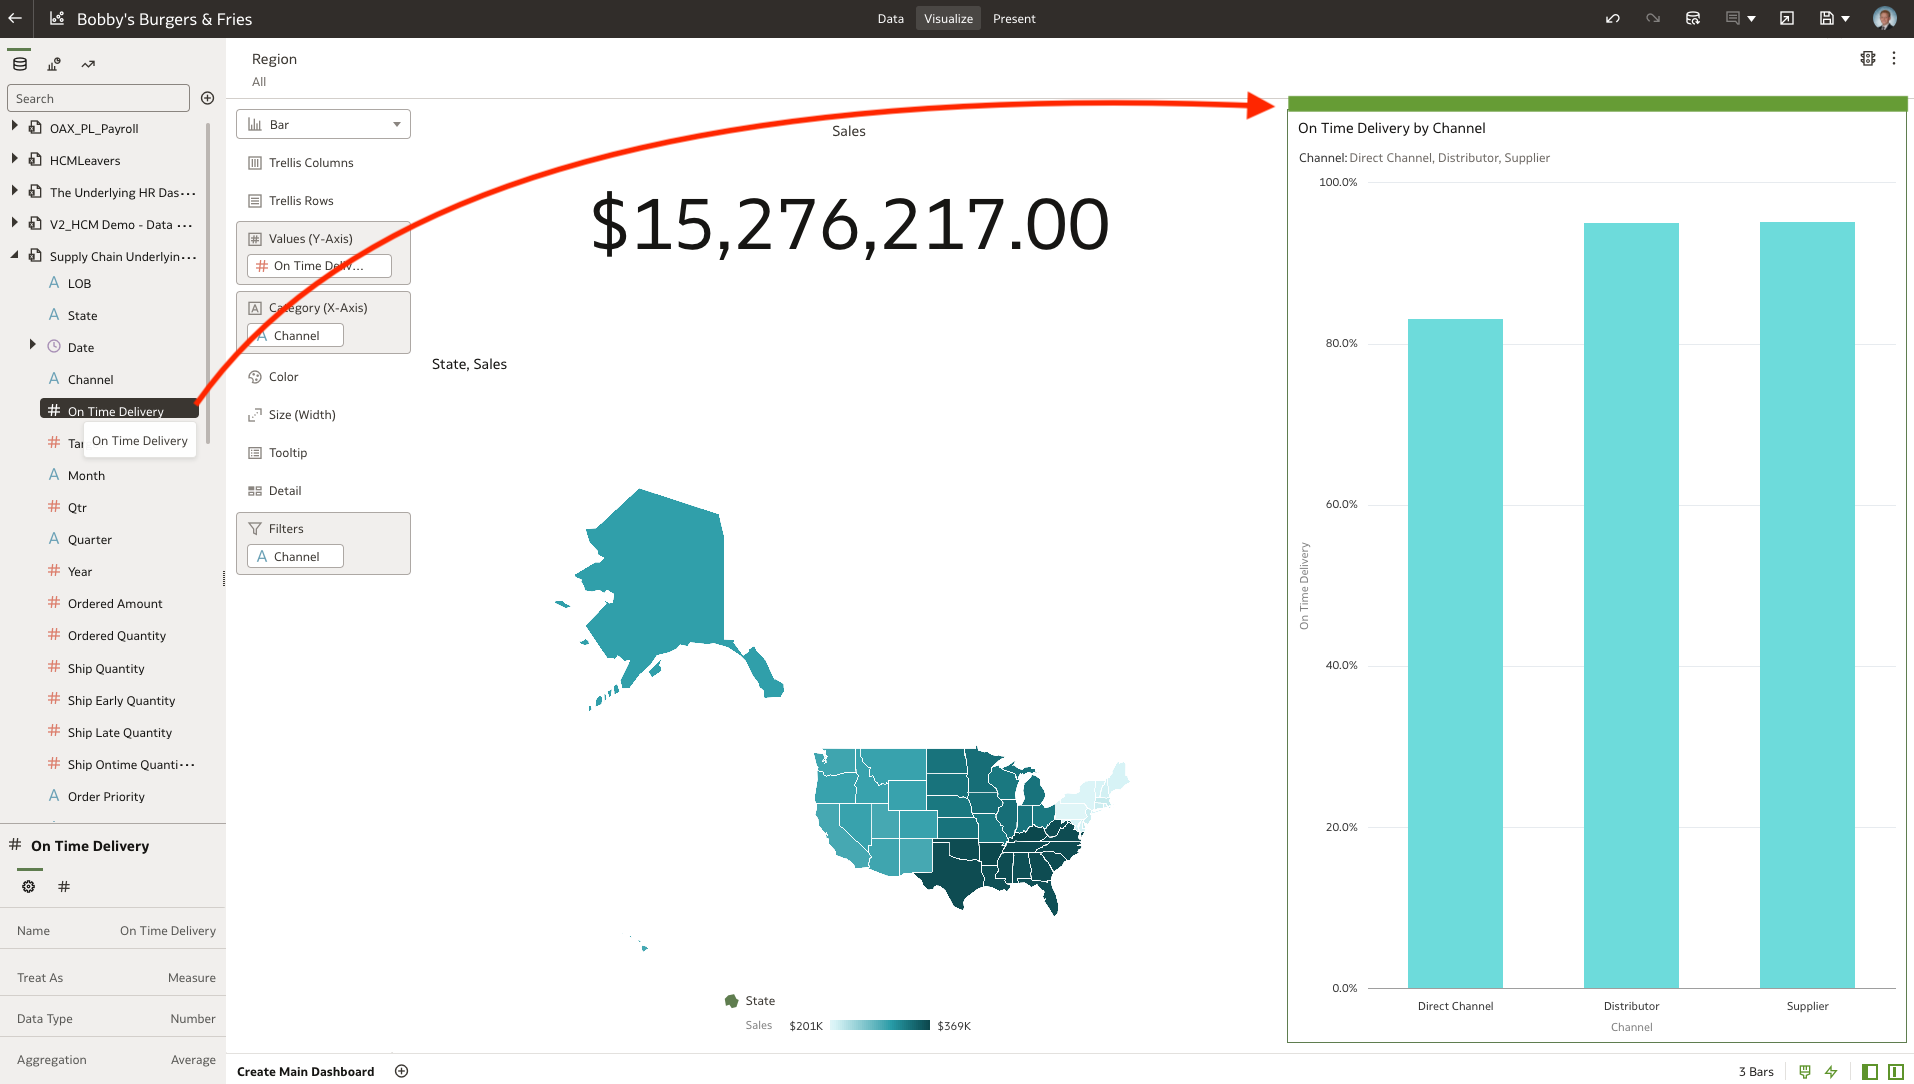 Bobby's Burgers & Fries
Data Visualize Present
Search
OAX_PL_Payroll
HCMLeavers
The Underlying HR Das···
V2_HCM Demo - Data ···
Supply Chain Underlyin···
LOB
State
Date
Channel
On Time Delivery
Tar
On Time Delivery
Month
Qtr
Quarter
Year
Ordered Amount
Ordered Quantity
Ship Quantity
Ship Early Quantity
Ship Late Quantity
Ship Ontime Quanti···
Order Priority
On Time Delivery
Name On Time Delivery
Treat As Measure
Data Type Number
Aggregation Average
Region
All
Bar
Trellis Columns
Trellis Rows
Values (Y-Axis)
On Time Deliv...
Category (X-Axis)
Channel
Color
Size (Width)
Tooltip
Detail
Filters
Channel
Sales
$15,276,217.00
State, Sales
State
Sales $201K $369K
On Time Delivery by Channel
Channel: Direct Channel, Distributor, Supplier
100.0%
80.0%
60.0%
40.0%
20.0%
0.0%
On Time Delivery
Direct Channel Distributor Supplier
Channel
Create Main Dashboard
3 Bars